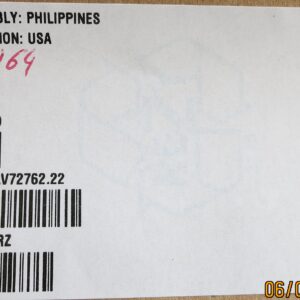 BLY: PHILIPPINES
ION: USA
164
V72762.22
RZ
06/0